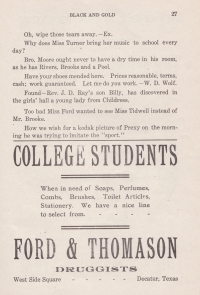 BLACK AND GOLD 27
Oh, wipe those tears away.—Ex.
Why does Miss Turner bring her music to school every
day?
Bro. Moore ought never to have a dry time in his room,
as he has Rivers, Brooks and a Pool.
Have your shoes mended here. Prices reasonable, terms,
cash; work guaranteed. Let me do you work.—W. D. Wald.
Found—Rev. J. D. Ray's son Billy, has discovered in
the girls' hall a young lady from Childress.
Too bad Miss Ford wanted to see Miss Tidwell instead of
Mr. Brooks.
How we wish for a kodak picture of Prexy on the morn-
ing he was trying to imitate the "sport."
COLLEGE STUDENTS
When in need of Soaps, Perfumes,
Combs, Brushes, Toilet Articles,
Stationery. We have a nice line
to select from. - - - -
FORD & THOMASON
DRUGGISTS
West Side Square - - - - Decatur, Texas